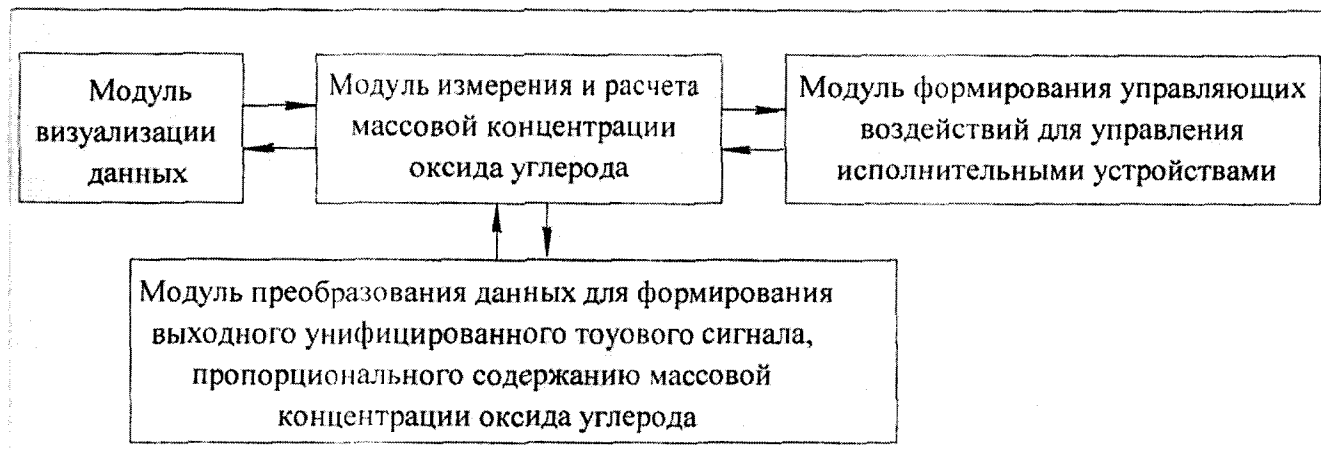 Модуль
визуализации
данных
Модуль измерения и расчета
массовой концентрации
оксида углерода
Модуль формирования управляющих
воздействий для управления
исполнительными устройствами
Модуль преобразования данных для формирования
выходного унифицированного тоуового сигнала,
пропорционального содержанию массовой
концентрации оксида углерода